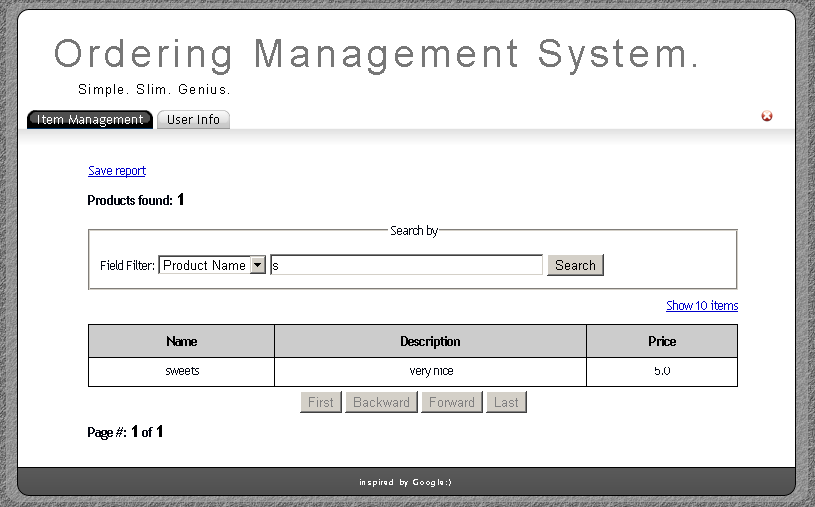 Ordering Management System.
Simple. Slim. Genius.
Item Management User Info
Save report
Products found: 1
Search by
Field Filter: Product Name s Search
Show 10 items
Name Description Price
sweets very nice 5.0
First Backward Forward Last
Page #: 1 of 1
inspired by Google:)